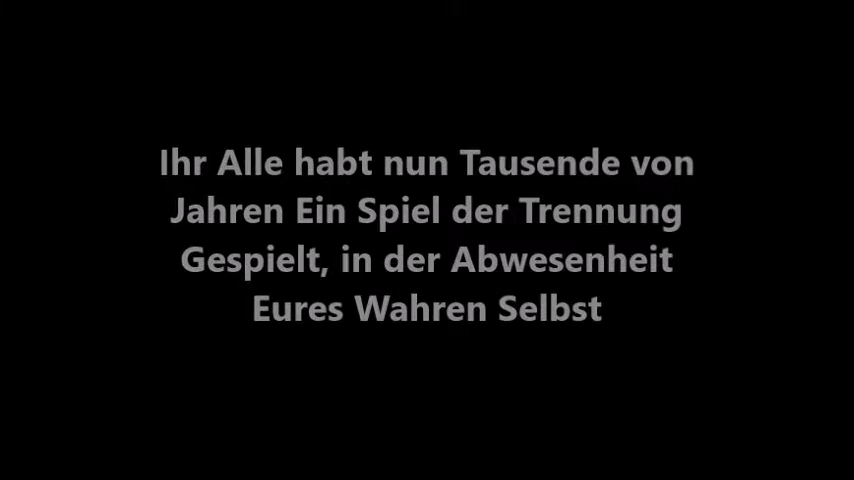 Ihr Alle habt nun Tausende von
Jahren Ein Spiel der Trennung
Gespielt, in der Abwesenheit
Eures Wahren Selbst